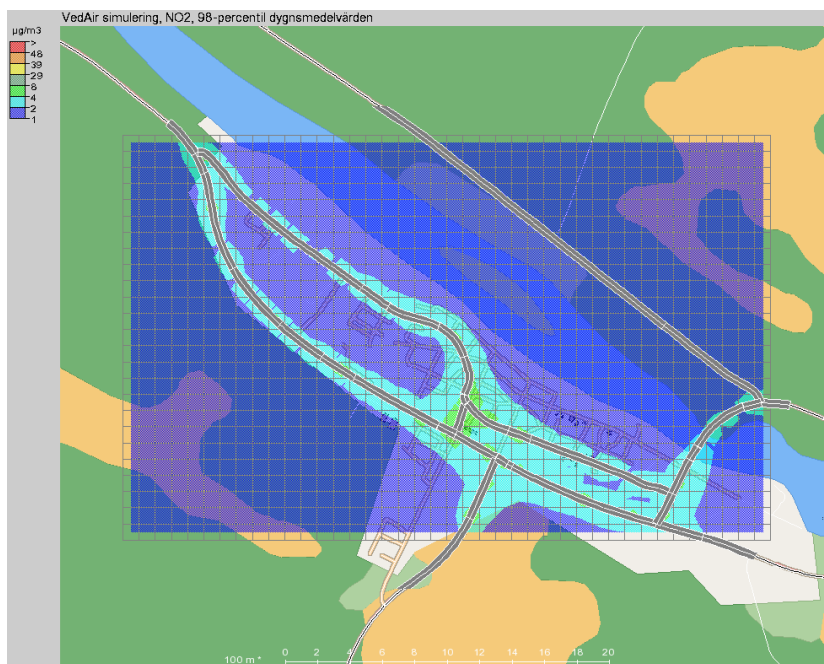 VedAir simulering, NO2, 98-percentil dygnsmedelvärden
µg/m3
>
48
39
29
8
4
2
1
100 m * 0 2 4 6 8 10 12 14 16 18 20